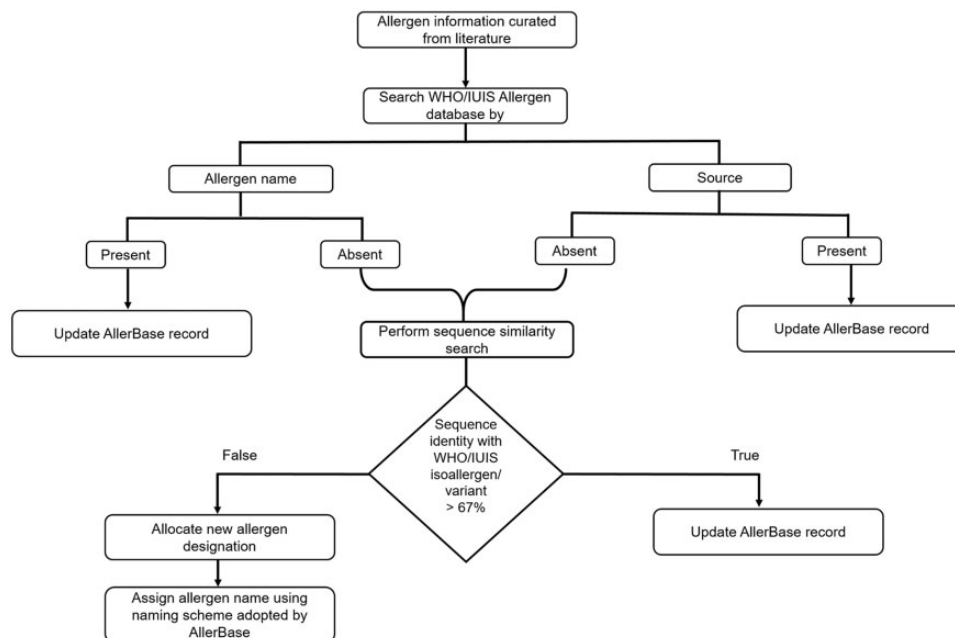 Allergen information curated
from literature
Search WHO/IUIS Allergen
database by
Allergen name
Source
Present
Absent
Absent
Present
Update AllerBase record
Update AllerBase record
Perform sequence similarity
search
Sequence
identity with
WHO/IUIS
isoallergen/
variant
> 67%
False
True
Allocate new allergen
designation
Update AllerBase record
Assign allergen name using
naming scheme adopted by
AllerBase